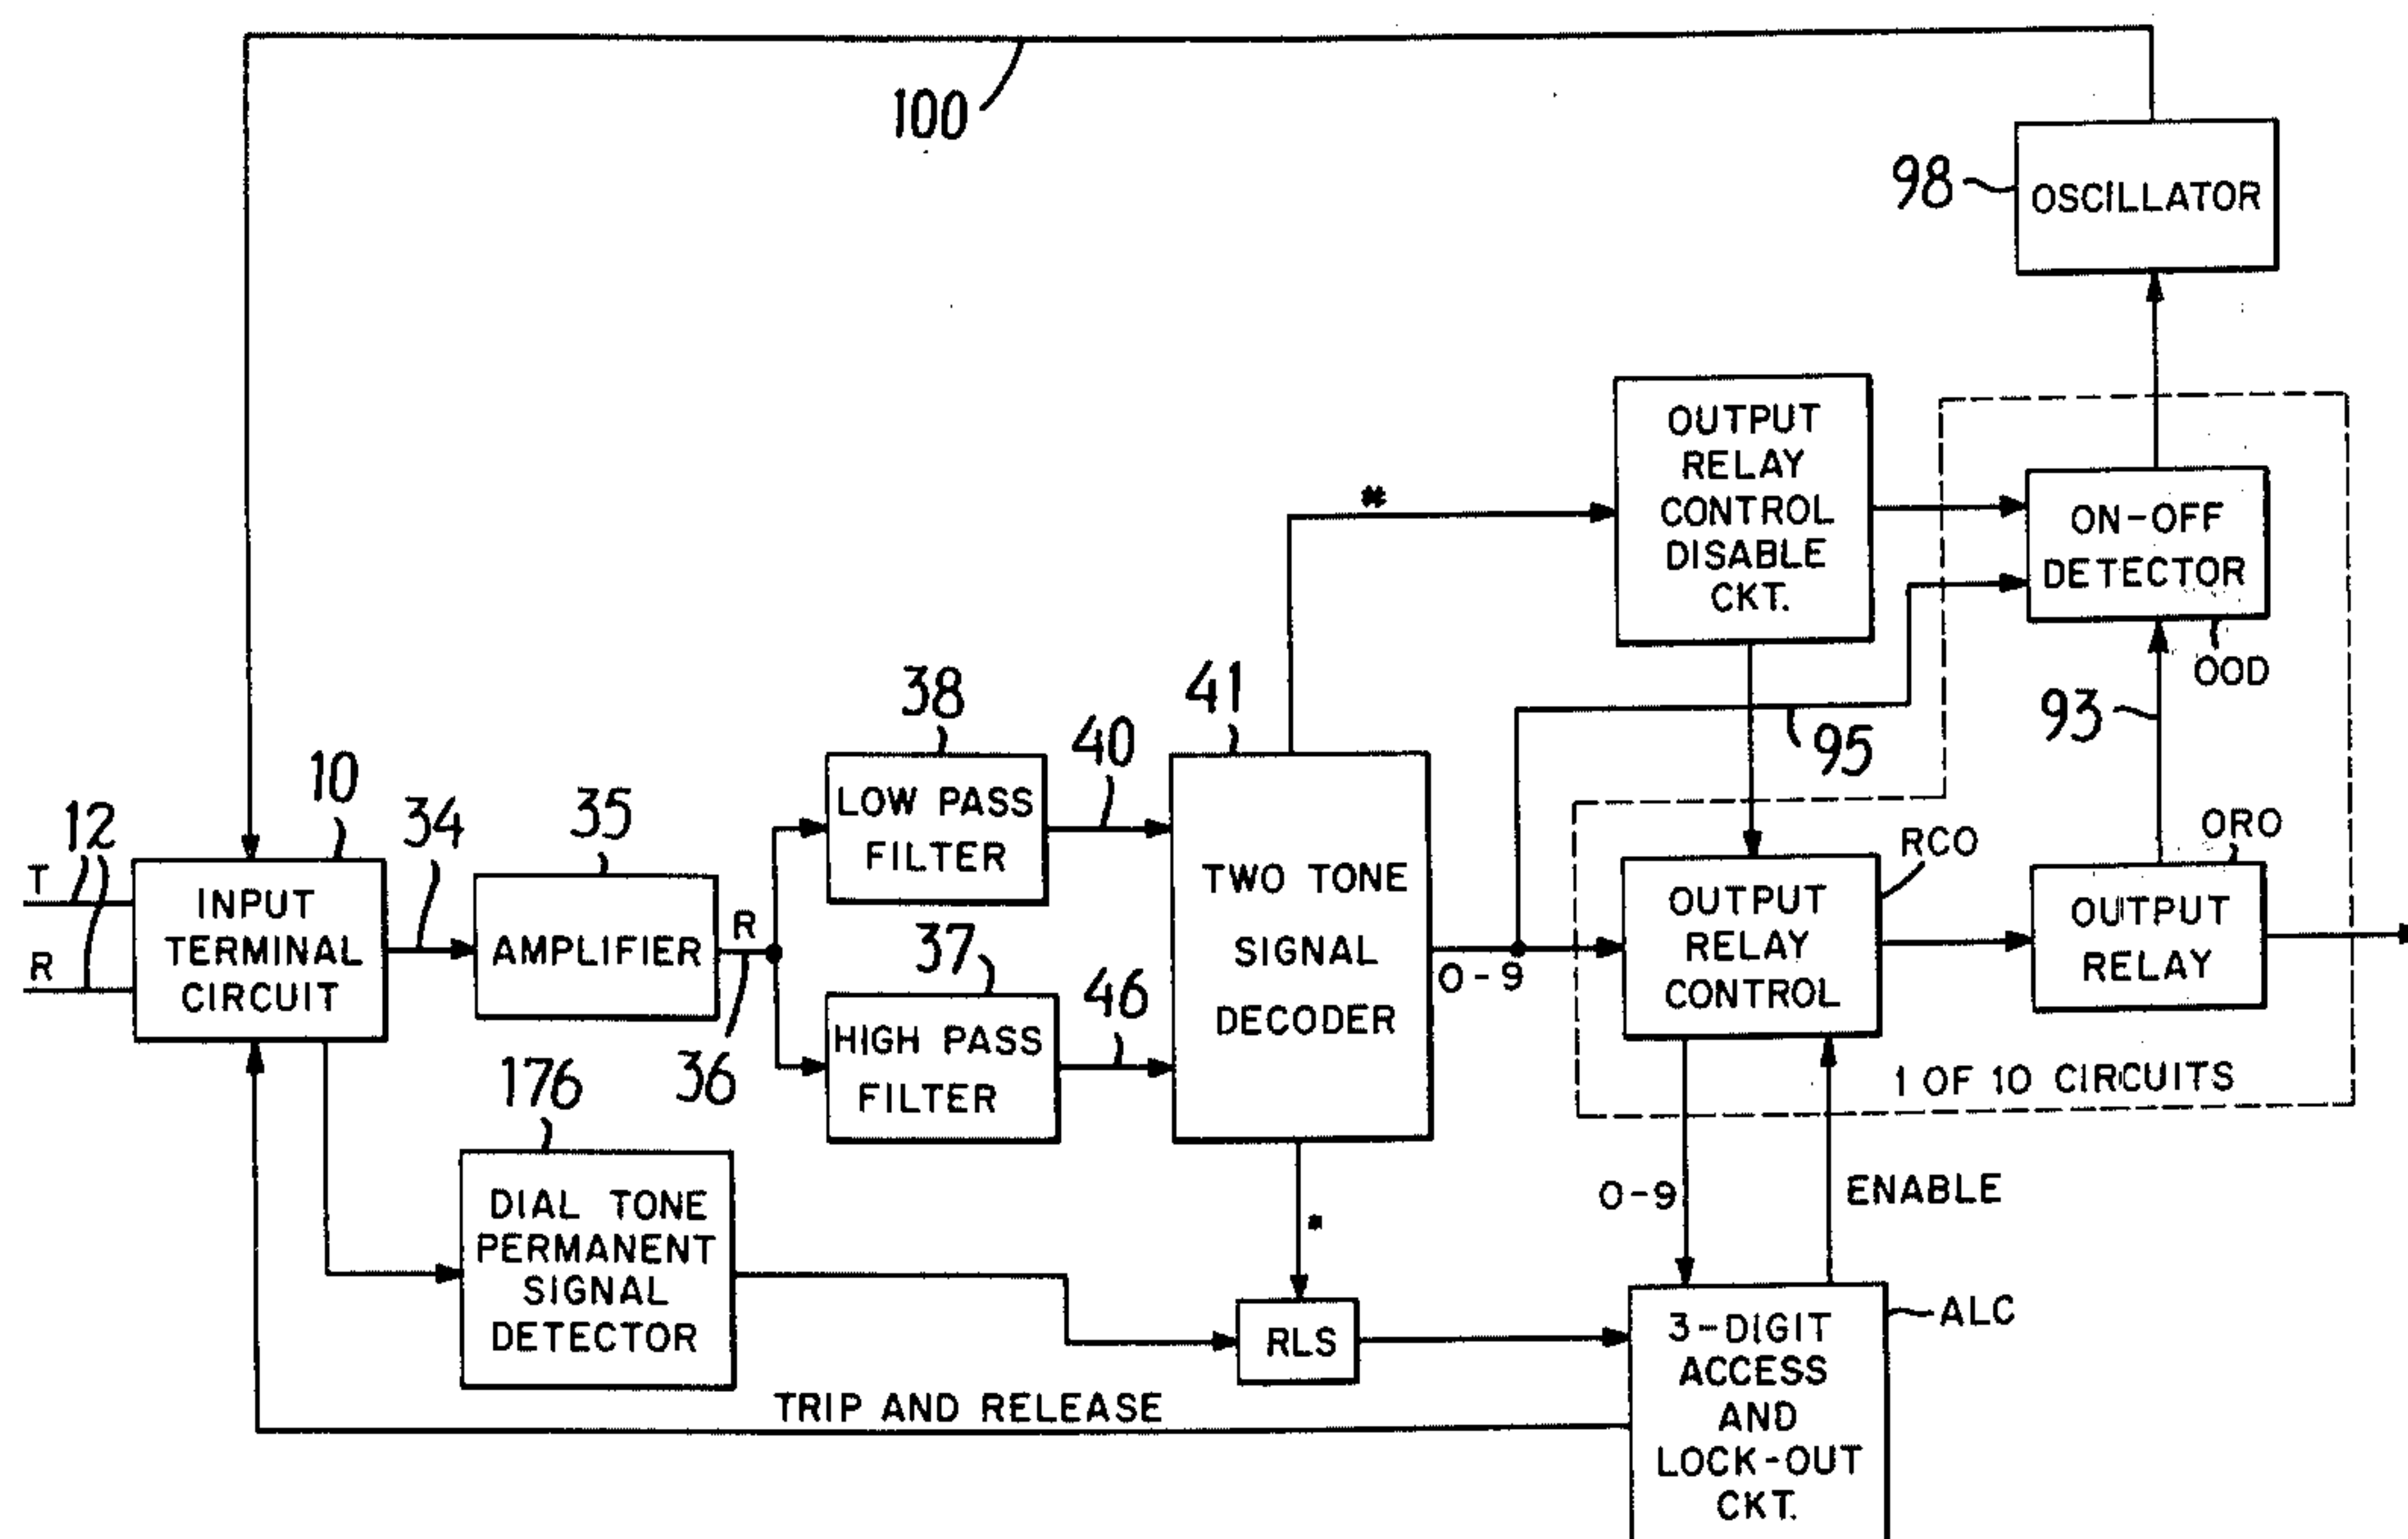 100
98
OSCILLATOR
OUTPUT
RELAY
CONTROL
DISABLE
CKT.
ON-OFF
DETECTOR
OOD
93
95
38
40
41
LOW PASS
FILTER
10
34
35
12
T
R
INPUT
TERMINAL
CIRCUIT
AMPLIFIER
R
36
37
46
HIGH PASS
FILTER
TWO TONE
SIGNAL
DECODER
0-9
OUTPUT
RELAY
CONTROL
RCO
ORO
OUTPUT
RELAY
1 OF 10 CIRCUITS
176
DIAL TONE
PERMANENT
SIGNAL
DETECTOR
RLS
0-9
ENABLE
ALC
3-DIGIT
ACCESS
AND
LOCK-OUT
CKT.
TRIP AND RELEASE